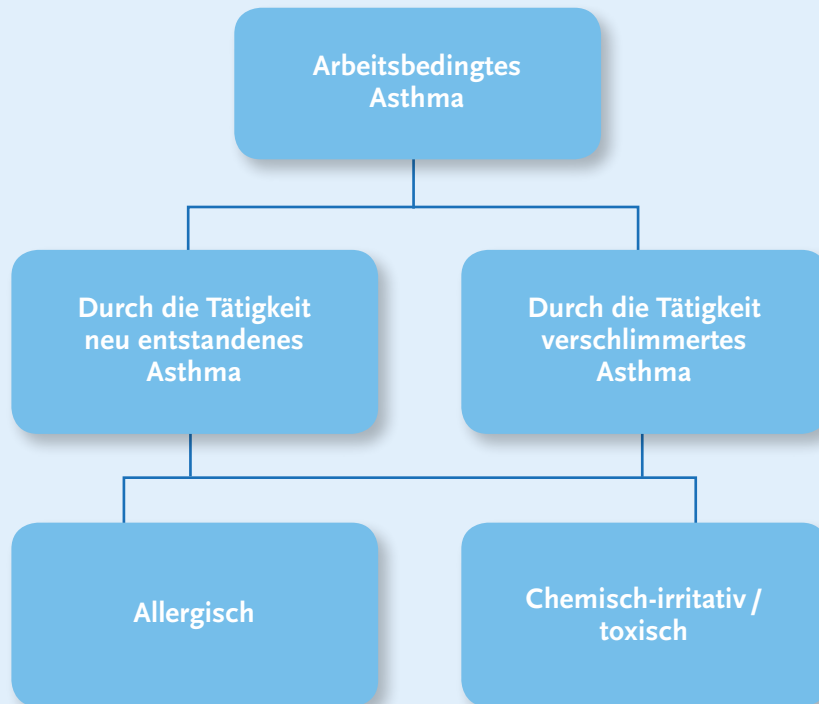 Arbeitsbedingtes
Asthma
Durch die Tätigkeit
neu entstandenes
Asthma
Durch die Tätigkeit
verschlimmertes
Asthma
Allergisch
Chemisch-irritativ /
toxisch